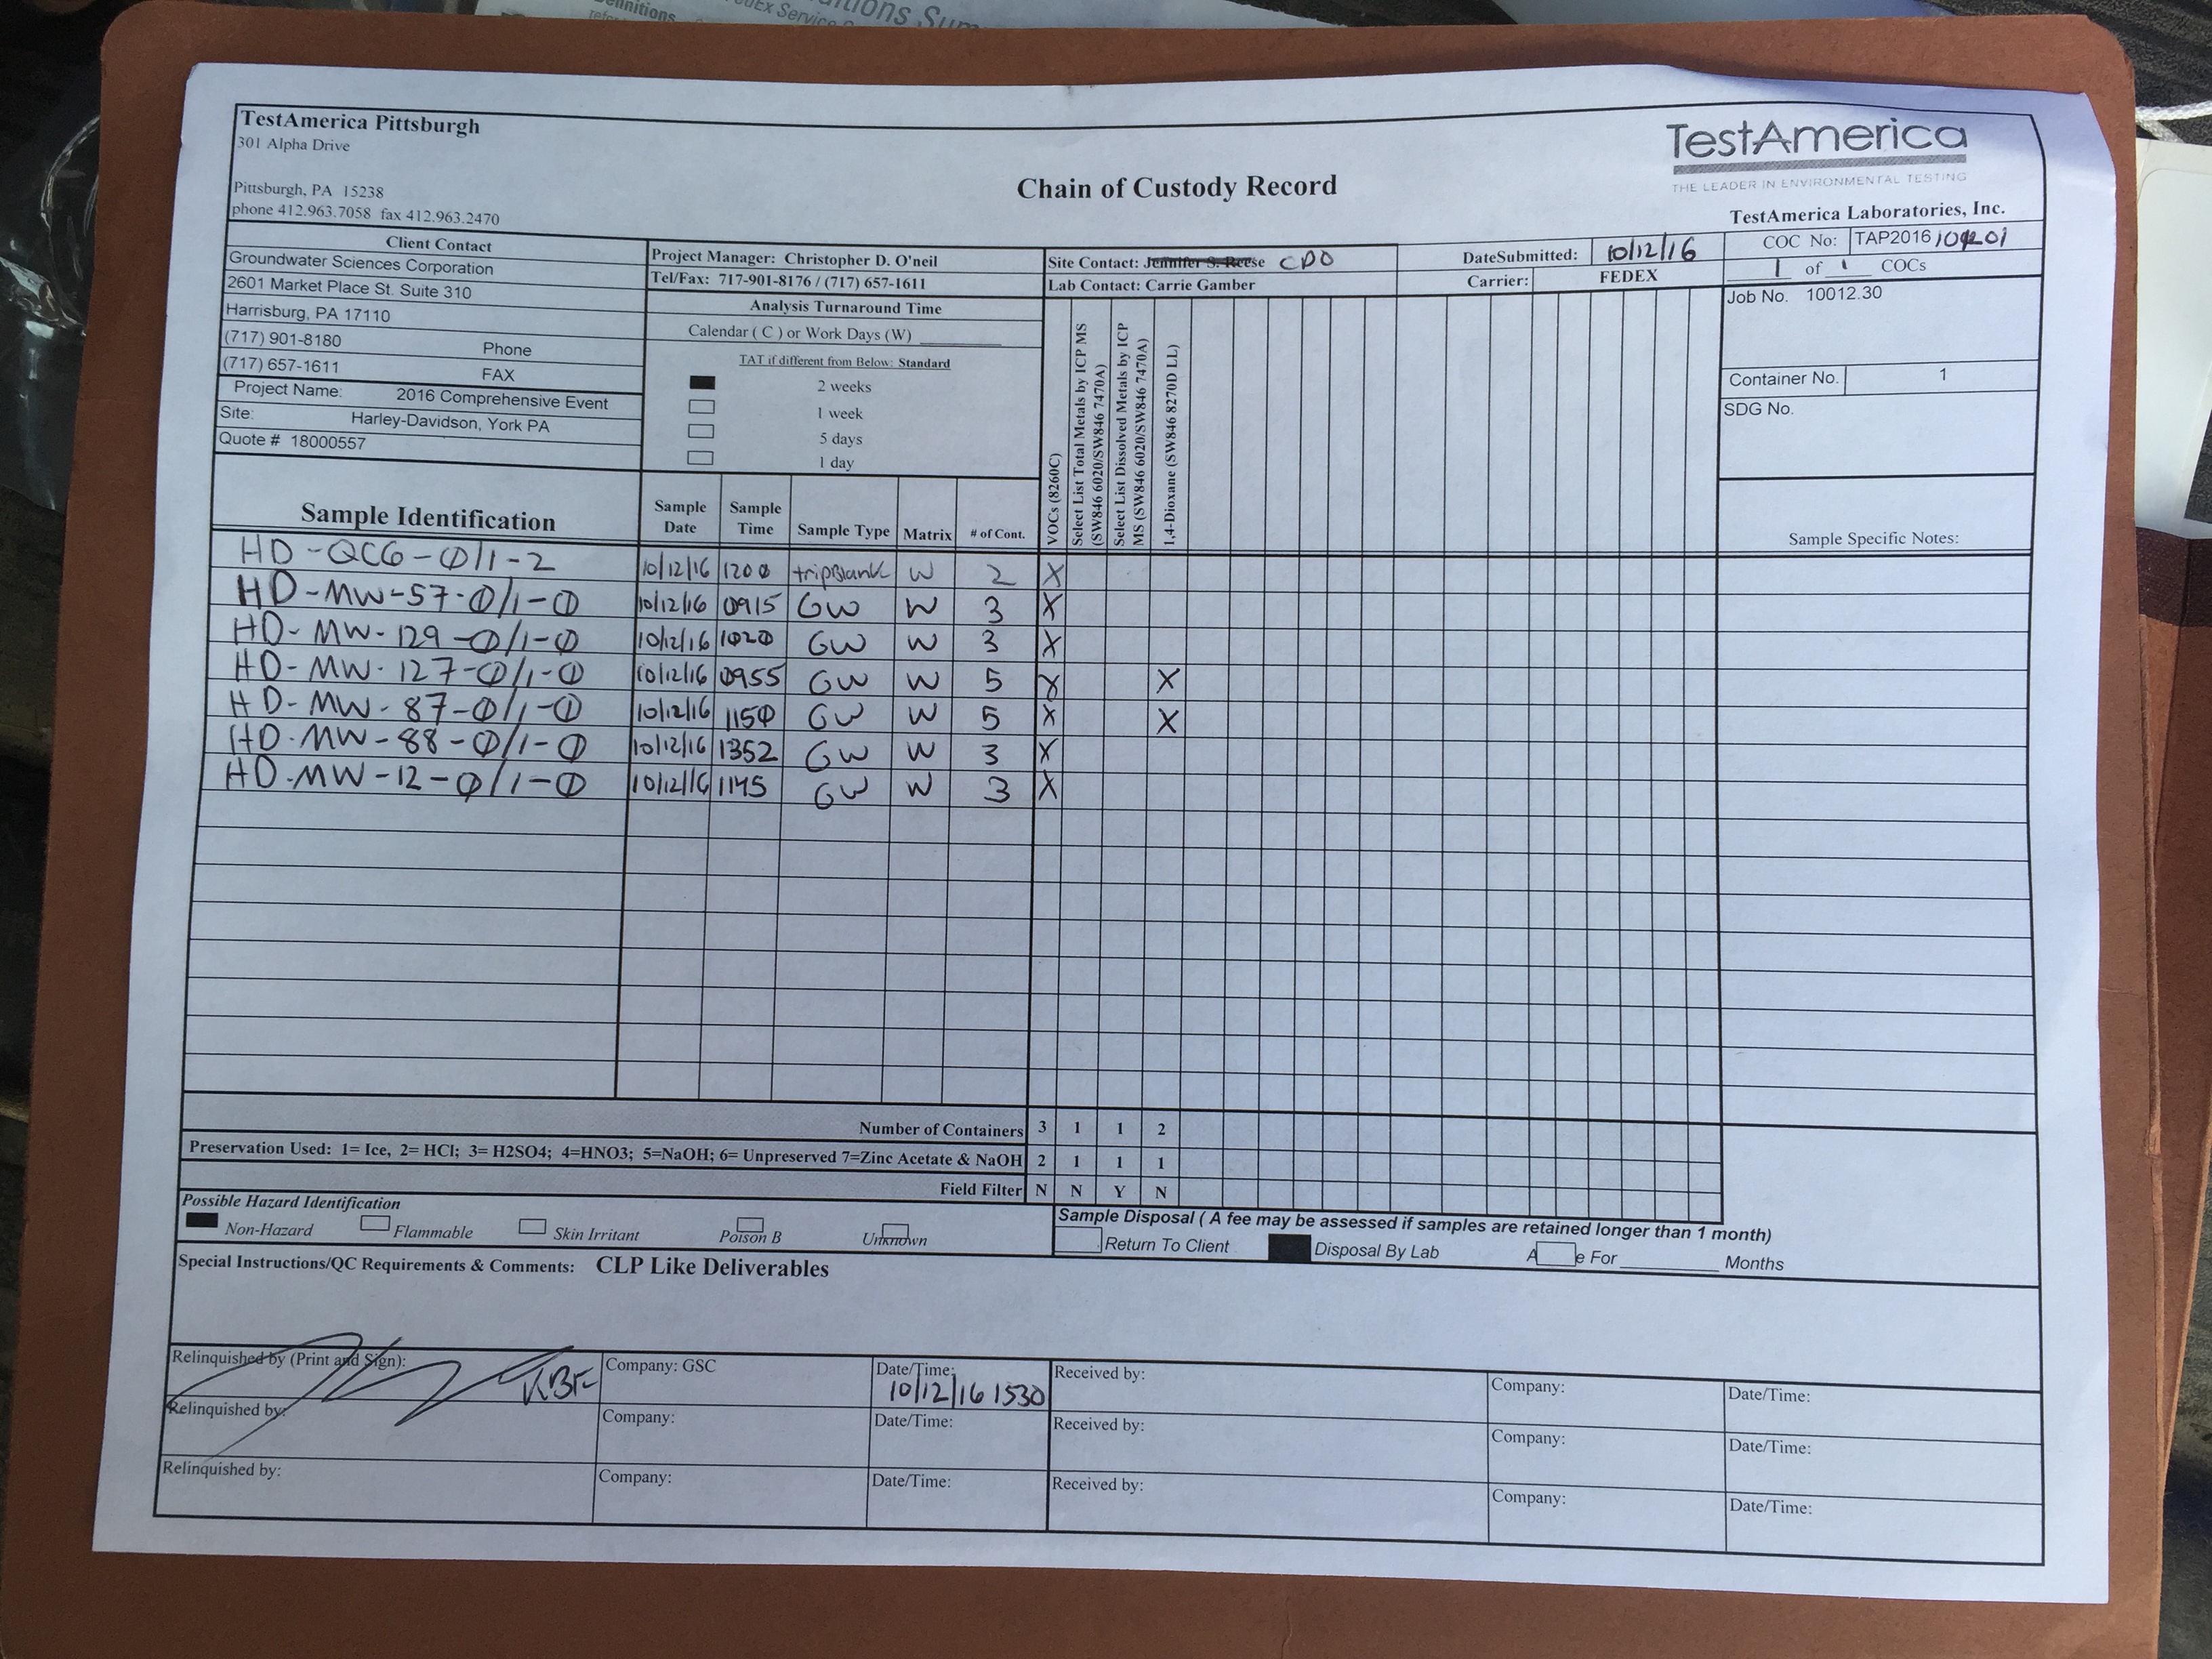 TestAmerica Pittsburgh
301 Alpha Drive
Pittsburgh, PA 15238
phone 412.963.7058 fax 412.963.2470
Chain of Custody Record
TestAmerica
THE LEADER IN ENVIRONMENTAL TESTING
TestAmerica Laboratories, Inc.
Client Contact
Groundwater Sciences Corporation
2601 Market Place St. Suite 310
Harrisburg, PA 17110
(717) 901-8180 Phone
(717) 657-1611 FAX
Project Name: 2016 Comprehensive Event
Site: Harley-Davidson, York PA
Quote # 18000557
Project Manager: Christopher D. O'neil
Tel/Fax: 717-901-8176 / (717) 657-1611
Analysis Turnaround Time
Calendar ( C ) or Work Days (W)
TAT if different from Below: Standard
2 weeks
1 week
5 days
1 day
Site Contact: Jennifer S. Reese CDO
Lab Contact: Carrie Gamber
DateSubmitted: 10/12/16
Carrier: FEDEX
COC No: TAP2016
1 of 1 COCs
Job No. 10012.30
Container No. 1
SDG No.
Sample Identification Sample Date Sample Time Sample Type Matrix # of Cont.
VOCs (8260C)
Select List Total Metals by ICP MS
(SW846 6020/SW846 7470A)
Select List Dissolved Metals by ICP
MS (SW846 6020/SW846 7470A)
1,4-Dioxane (SW846 8270D LL)
Sample Specific Notes:
HD-QC6-0/1-2 10/12/16 1200 tripBlank W 2 X
HD-MW-57-0/1-0 10/12/16 0915 GW W 3 X
HD-MW-129-0/1-0 10/12/16 1020 GW W 3 X
HD-MW-127-0/1-0 10/12/16 0955 GW W 5 X X
HD-MW-87-0/1-0 10/12/16 1150 GW W 5 X X
HD-MW-88-0/1-0 10/12/16 1352 GW W 3 X
HD-MW-12-0/1-0 10/12/16 1145 GW W 3 X
Number of Containers 3 1 1 2
Preservation Used: 1= Ice, 2= HCl; 3= H2SO4; 4=HNO3; 5=NaOH; 6= Unpreserved 7=Zinc Acetate & NaOH 2 1 1 1
Field Filter N N Y N
Possible Hazard Identification
Non-Hazard Flammable Skin Irritant Poison B Unknown
Sample Disposal ( A fee may be assessed if samples are retained longer than 1 month)
Return To Client Disposal By Lab A e For Months
Special Instructions/QC Requirements & Comments: CLP Like Deliverables
Relinquished by (Print and Sign): KBF Company: GSC Date/Time: 10/12/16 1530 Received by: Company: Date/Time:
Relinquished by: Company: Date/Time: Received by: Company: Date/Time:
Relinquished by: Company: Date/Time: Received by: Company: Date/Time: